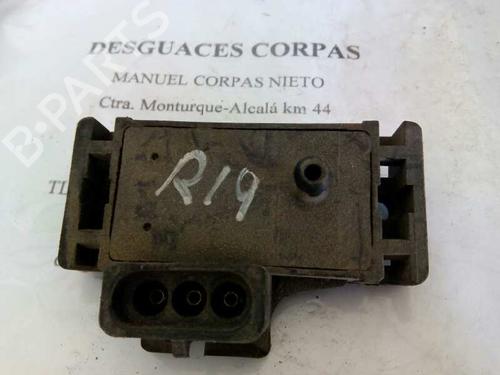 DESGUACES CORPAS
MANUEL CORPAS NIETO
Ctra. Monturque-Alcalá km 44
R19
B-PARTS